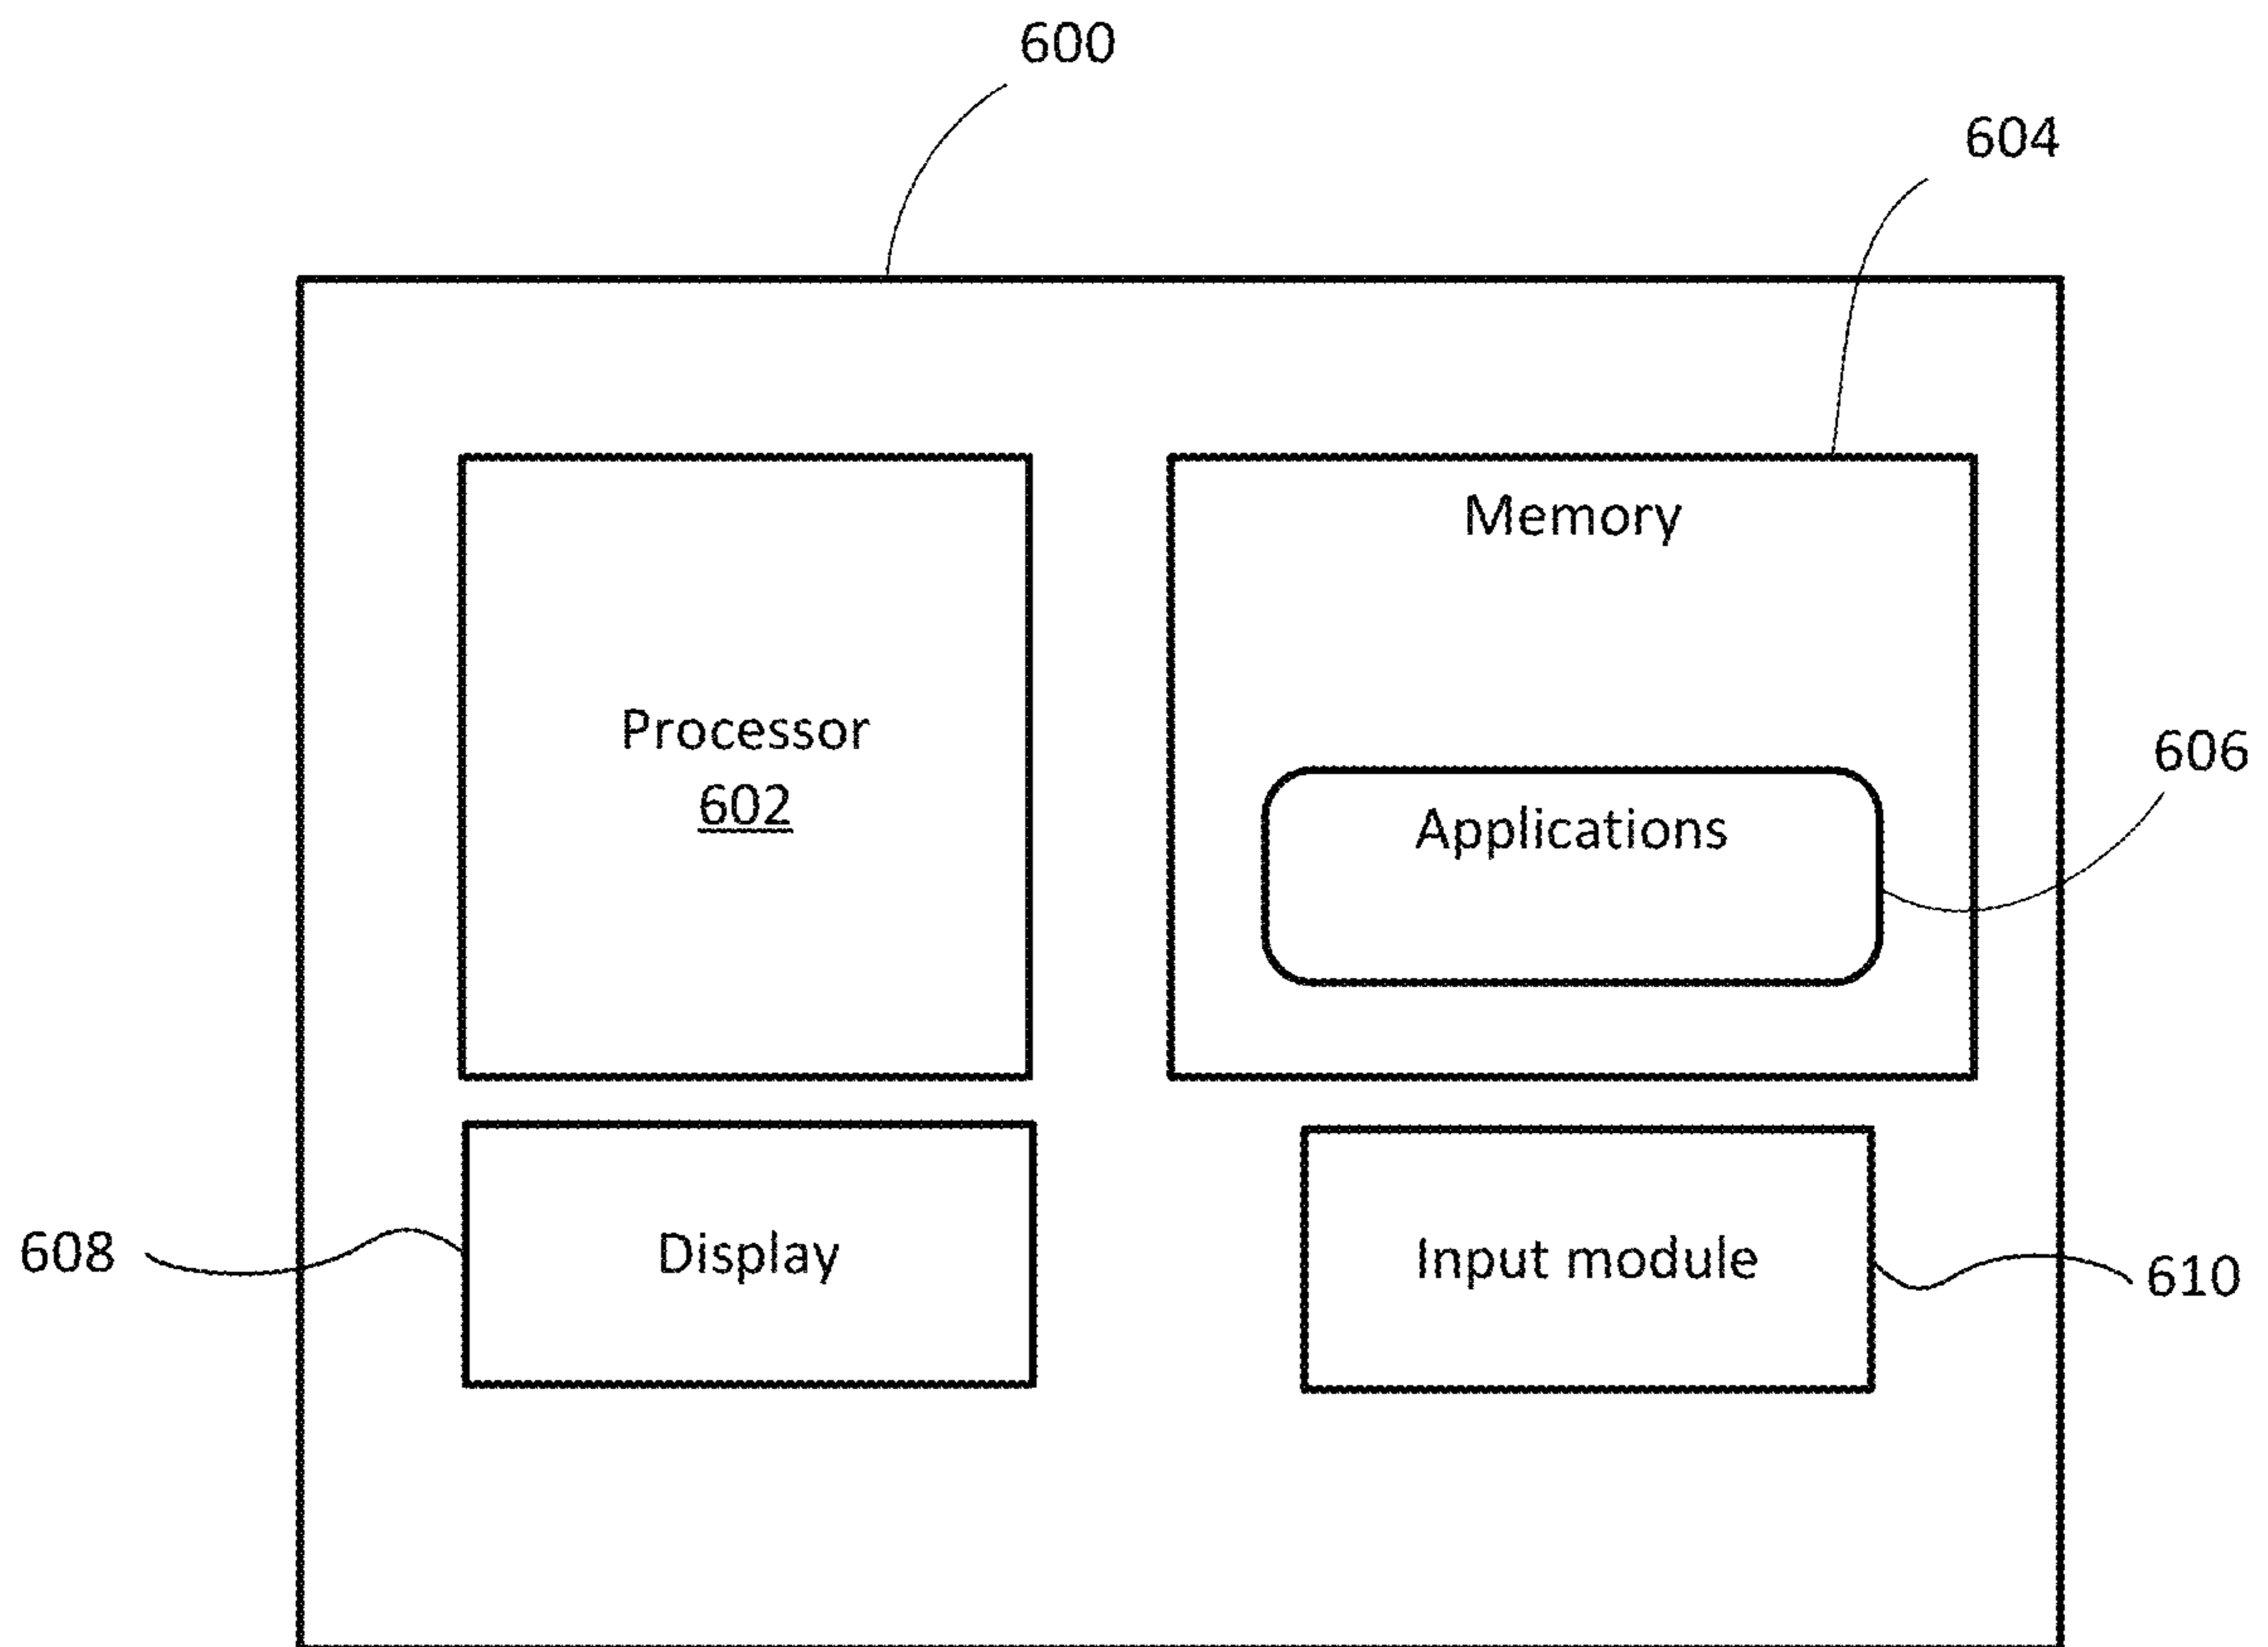 600
604
Memory
Processor
602
606
Applications
608
Display
Input module
610